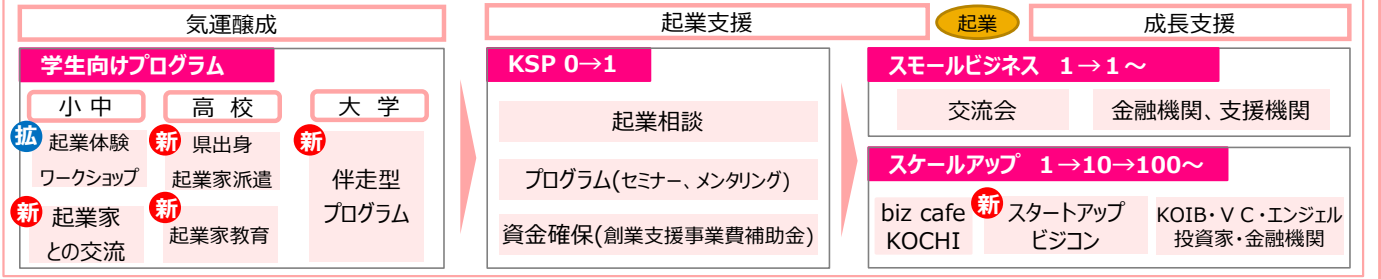 気運醸成
起業支援
起業
成長支援
学生向けプログラム
小 中
高 校
大 学
拡
起業体験
ワークショップ
新
起業家
との交流
新
県出身
起業家派遣
新
起業家教育
新
伴走型
プログラム
KSP 0→1
起業相談
プログラム(セミナー、メンタリング)
資金確保(創業支援事業費補助金)
スモールビジネス 1→1～
交流会
金融機関、支援機関
スケールアップ 1→10→100～
biz cafe
KOCHI
新
スタートアップ
ビジコン
KOIB・ＶＣ・エンジェル
投資家・金融機関